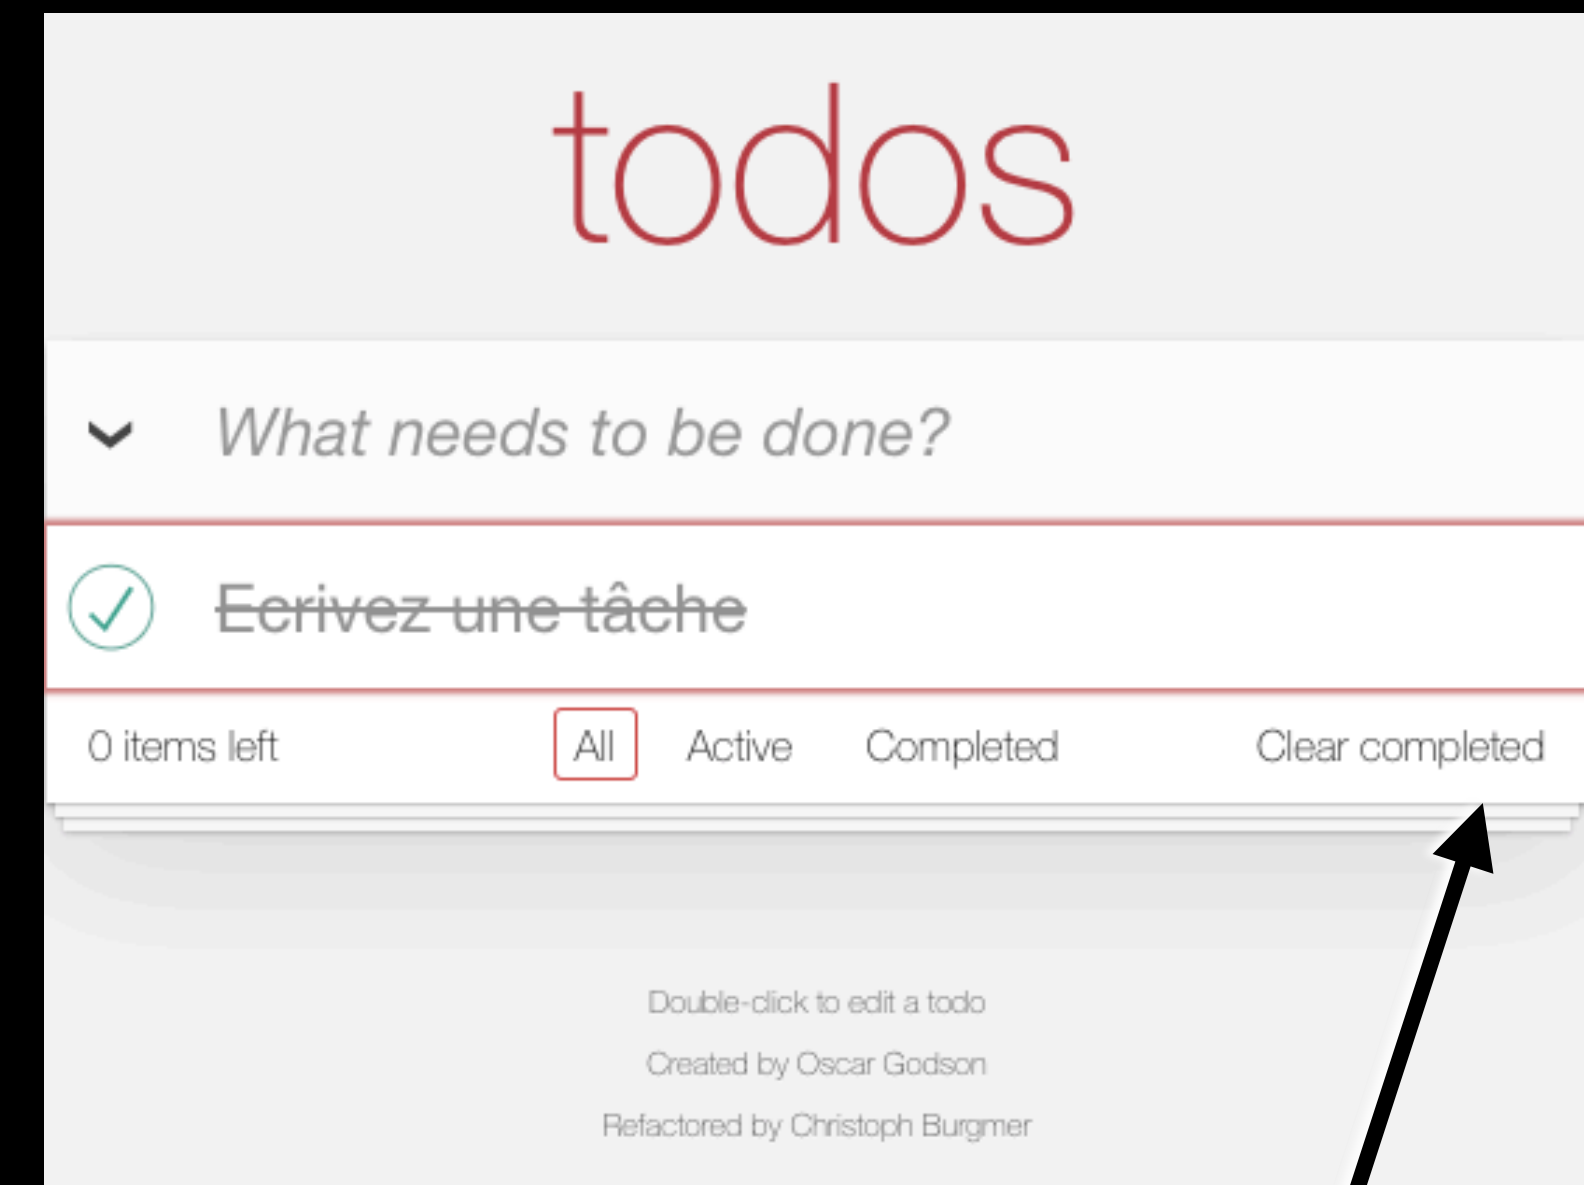 todos
What needs to be done?
Ecrivez une tâche
0 items left All Active Completed Clear completed
Double-click to edit a todo
Created by Oscar Godson
Refactored by Christoph Burgmer